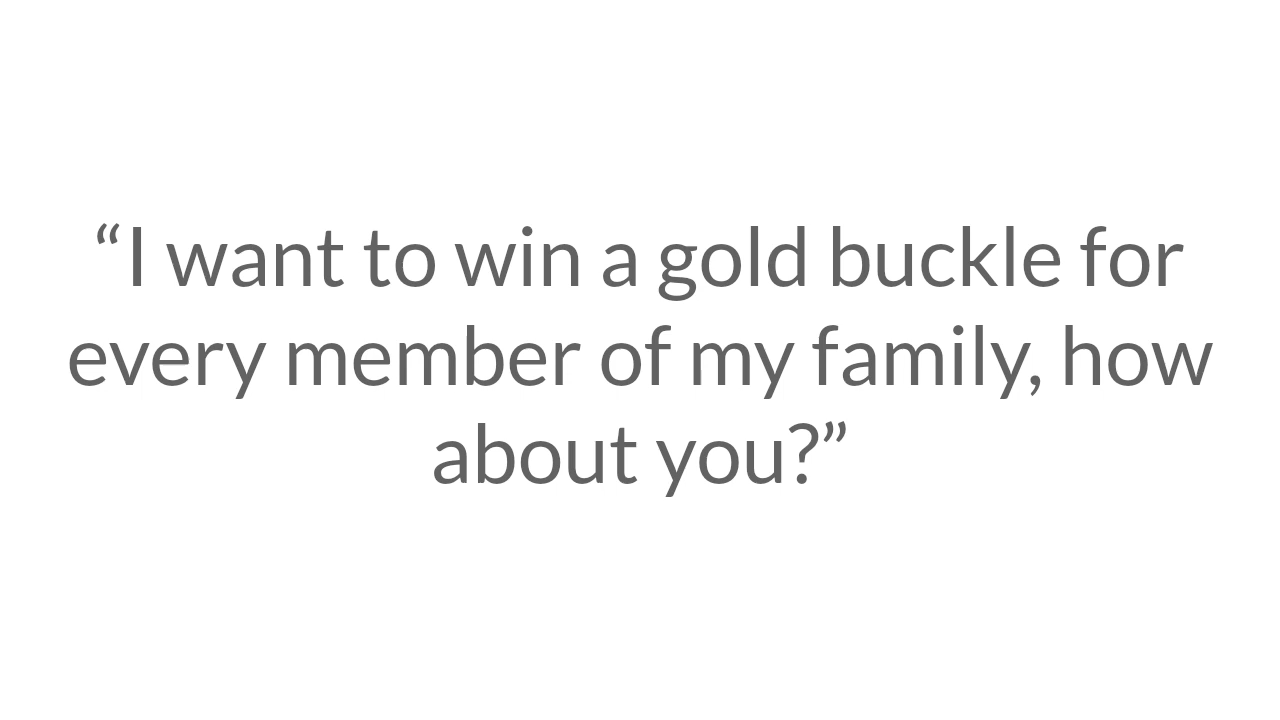 “I want to win a gold buckle for
every member of my family, how
about you?”